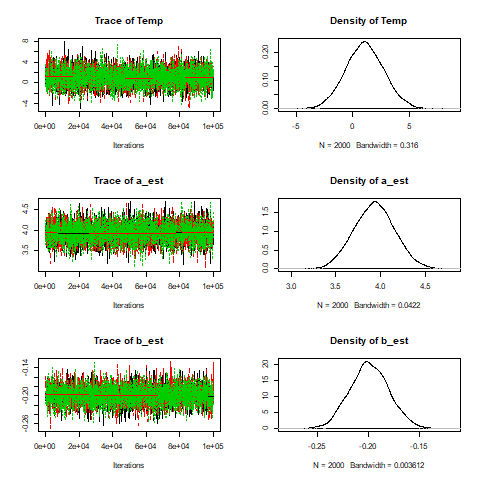 Trace of Temp
8
4
0
-4
0e+00 2e+04 4e+04 6e+04 8e+04 1e+05
Iterations
Density of Temp
0.20
0.10
0.00
-5 0 5
N = 2000 Bandwidth = 0.316
Trace of a_est
4.5
4.0
3.5
0e+00 2e+04 4e+04 6e+04 8e+04 1e+05
Iterations
Density of a_est
1.5
1.0
0.5
0.0
3.0 3.5 4.0 4.5
N = 2000 Bandwidth = 0.0422
Trace of b_est
-0.14
-0.20
-0.26
0e+00 2e+04 4e+04 6e+04 8e+04 1e+05
Iterations
Density of b_est
20
15
10
5
0
-0.25 -0.20 -0.15
N = 2000 Bandwidth = 0.003612